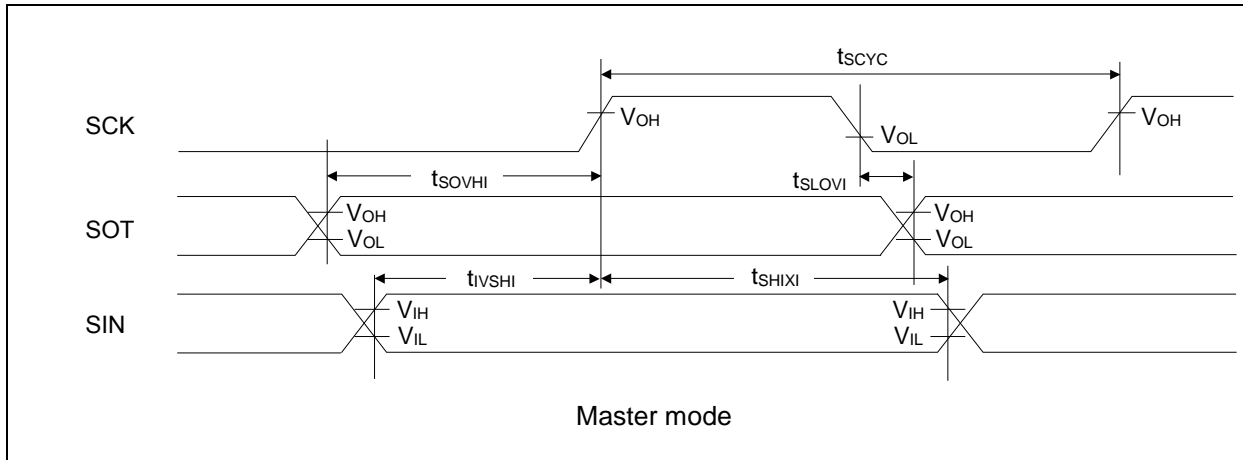 tSCYC
SCK
VOH
VOL
VOH
tSOVHI
tSLOVI
SOT
VOH
VOL
VOH
VOL
tIVSHI
tSHIXI
SIN
VIH
VIL
VIH
VIL
Master mode